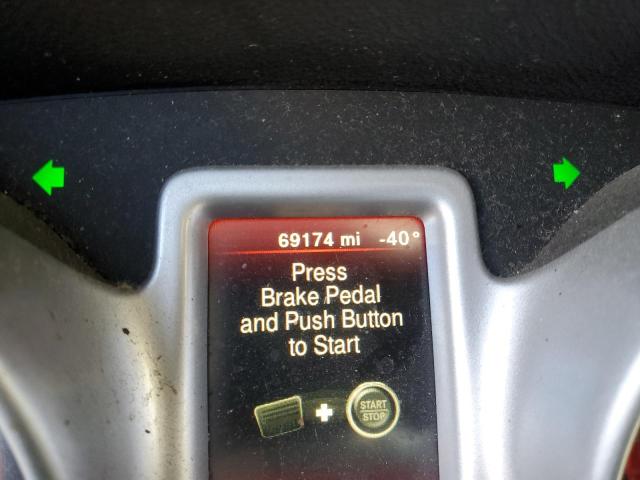 69174 mi -40°
Press
Brake Pedal
and Push Button
to Start
START
STOP